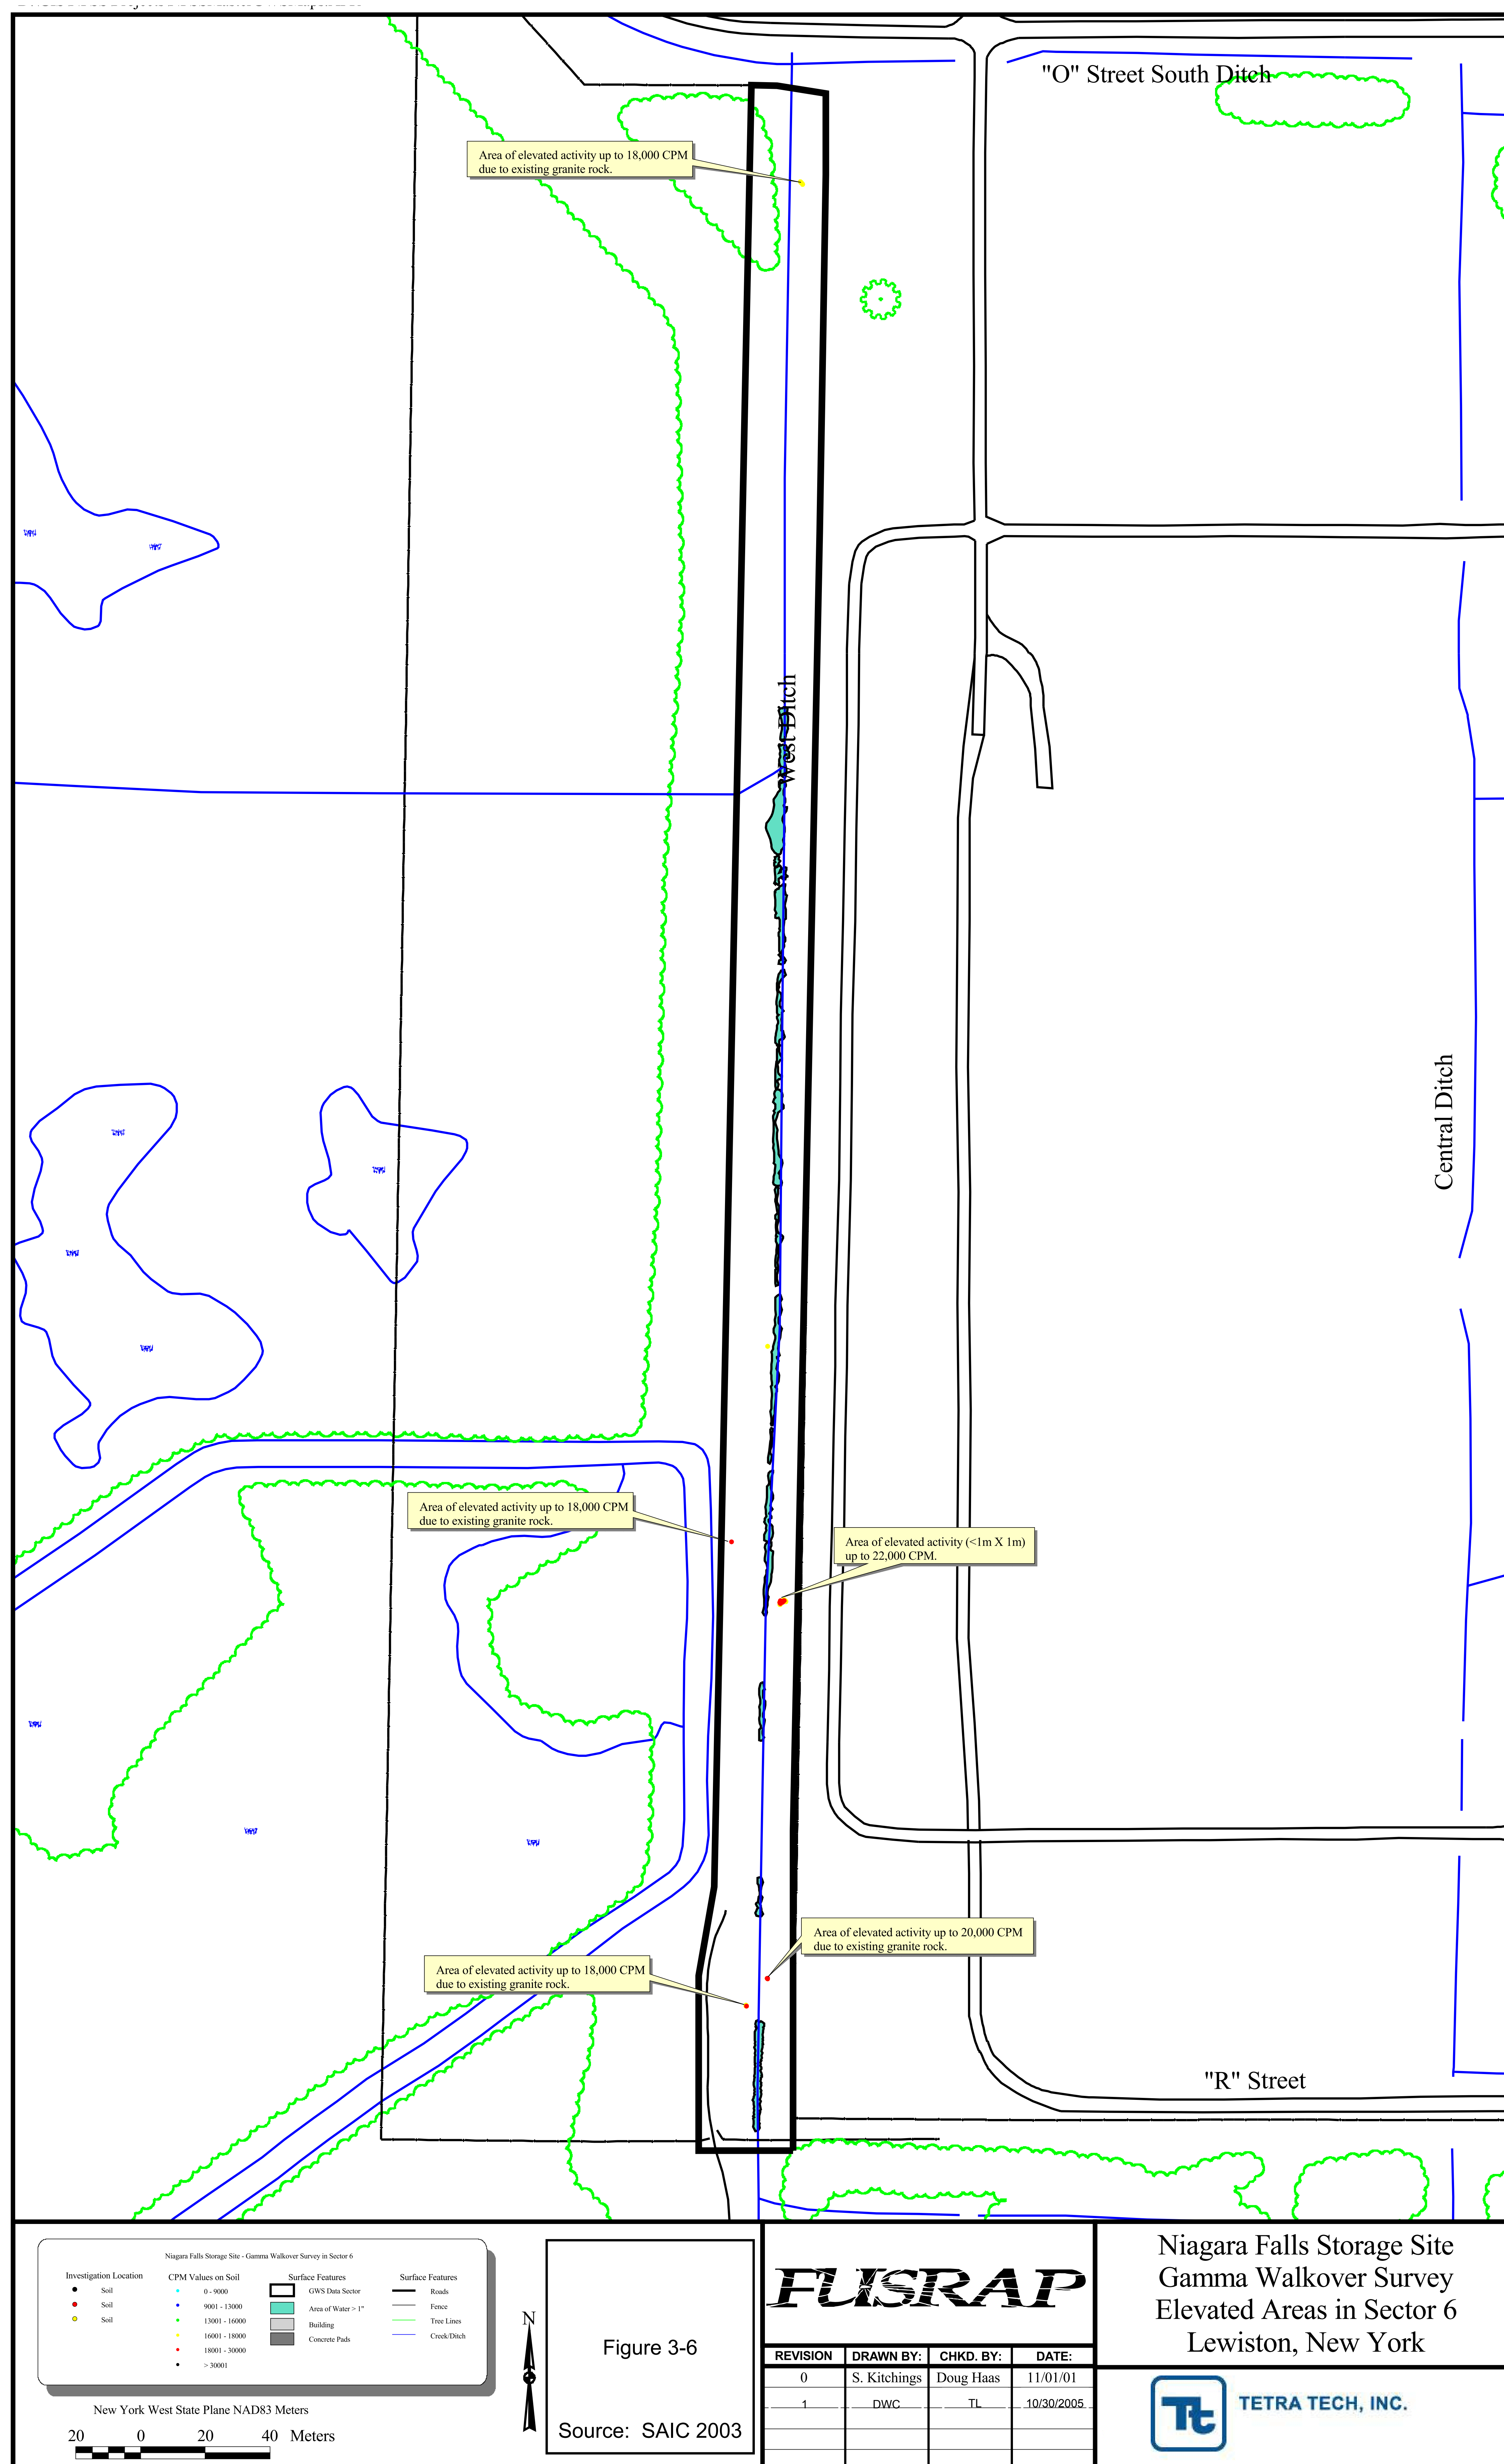 "O" Street South Ditch
Area of elevated activity up to 18,000 CPM
due to existing granite rock.
West Ditch
Central Ditch
Area of elevated activity up to 18,000 CPM
due to existing granite rock.
Area of elevated activity (<1m X 1m)
up to 22,000 CPM.
Area of elevated activity up to 20,000 CPM
due to existing granite rock.
Area of elevated activity up to 18,000 CPM
due to existing granite rock.
"R" Street
Niagara Falls Storage Site - Gamma Walkover Survey in Sector 6
Investigation Location
Soil
Soil
Soil
CPM Values on Soil
0 - 9000
9001 - 13000
13001 - 16000
16001 - 18000
18001 - 30000
> 30001
Surface Features
GWS Data Sector
Area of Water > 1"
Building
Concrete Pads
Surface Features
Roads
Fence
Tree Lines
Creek/Ditch
New York West State Plane NAD83 Meters
20 0 20 40 Meters
N
Figure 3-6
Source: SAIC 2003
FUSRAP
REVISION DRAWN BY: CHKD. BY: DATE:
0 S. Kitchings Doug Haas 11/01/01
1 DWC TL 10/30/2005
Niagara Falls Storage Site
Gamma Walkover Survey
Elevated Areas in Sector 6
Lewiston, New York
Tt
TETRA TECH, INC.